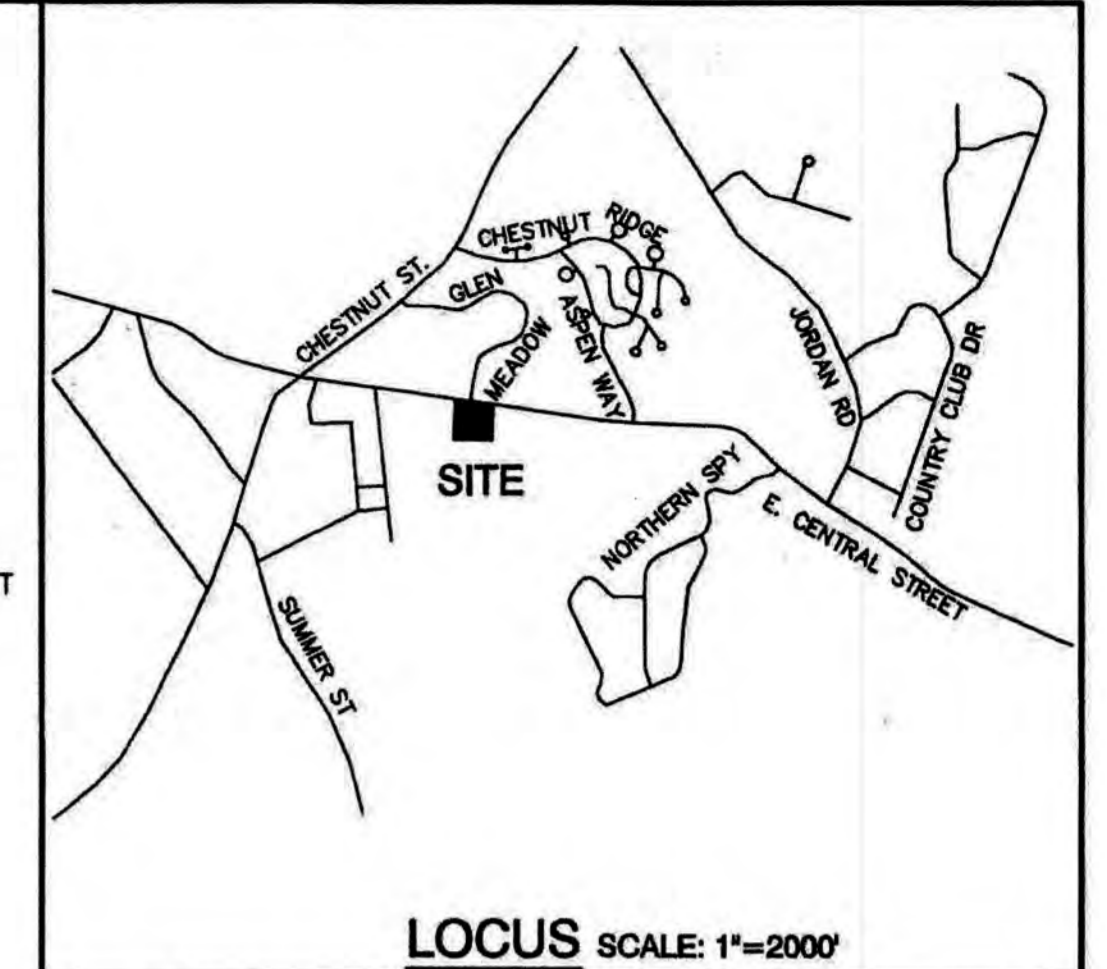 CHESTNUT RIDGE
CHESTNUT ST.
GLEN
MEADOW
ASPEN WAY
JORDAN RD
COUNTRY CLUB DR
SITE
NORTHERN SPY
E. CENTRAL STREET
T
SUMMER ST
LOCUS SCALE: 1"=2000'